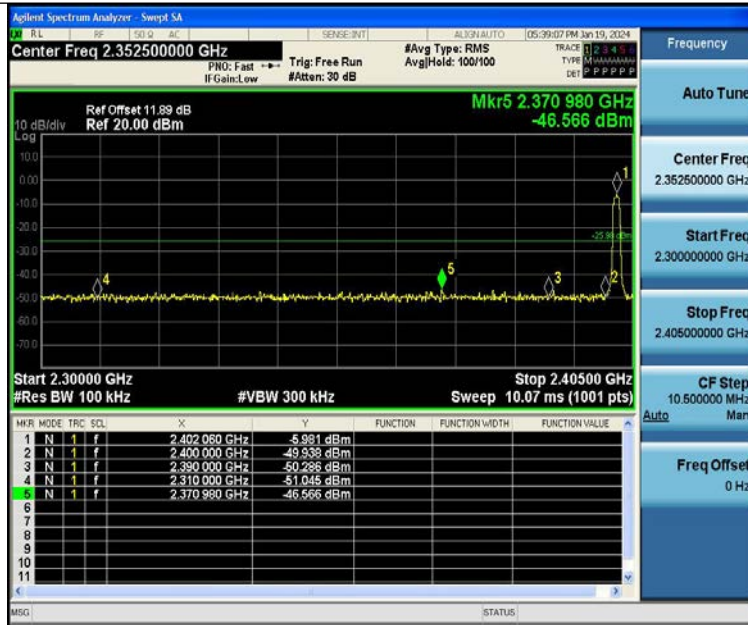 Agilent Spectrum Analyzer - Swept SA
RL RF 50 Ω AC SENSE:INT ALIGN AUTO 05:39:07 PM Jan 19, 2024
Center Freq 2.352500000 GHz
PNO: Fast
IFGain:Low
Trig: Free Run
#Atten: 30 dB
#Avg Type: RMS
Avg|Hold: 100/100
TRACE 1 2 3 4 5 6
TYPE M
DET P P P P P
Ref Offset 11.89 dB
Ref 20.00 dBm
10 dB/div
Log
Mkr5 2.370 980 GHz
-46.566 dBm
10.0
0.00
-10.0
-20.0
-30.0
-40.0
-50.0
-60.0
-70.0
1
-25.98 dBm
4
5
3
2
Start 2.30000 GHz
Stop 2.40500 GHz
#Res BW 100 kHz
#VBW 300 kHz
Sweep 10.07 ms (1001 pts)
MKR MODE TRC SCL X Y FUNCTION FUNCTION WIDTH FUNCTION VALUE
1 N 1 f 2.402 060 GHz -5.981 dBm
2 N 1 f 2.400 000 GHz -49.938 dBm
3 N 1 f 2.390 000 GHz -50.286 dBm
4 N 1 f 2.310 000 GHz -51.045 dBm
5 N 1 f 2.370 980 GHz -46.566 dBm
6
7
8
9
10
11
MSG
STATUS
Frequency
Auto Tune
Center Freq
2.352500000 GHz
Start Freq
2.300000000 GHz
Stop Freq
2.405000000 GHz
CF Step
10.500000 MHz
Auto Man
Freq Offset
0 Hz